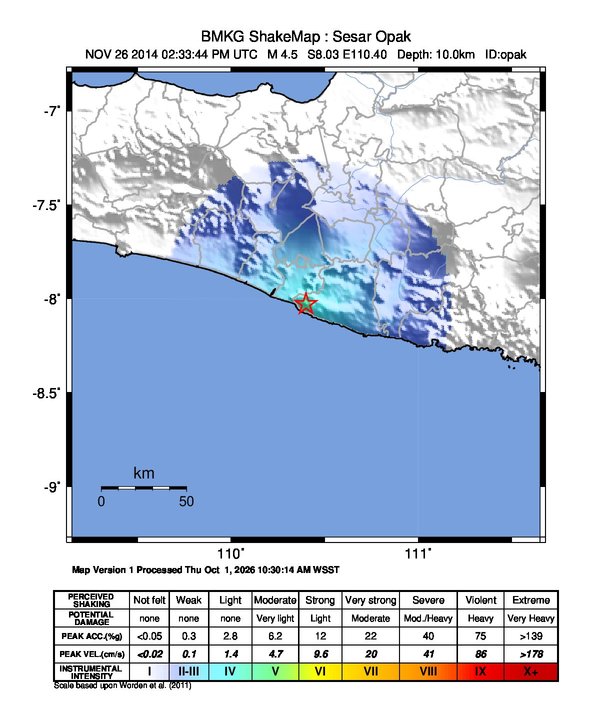 BMKG ShakeMap : Sesar Opak
NOV 26 2014 02:33:44 PM UTC M 4.5 S8.03 E110.40 Depth: 10.0km ID:opak
-7˚
-7.5˚
-8˚
-8.5˚
-9˚
km
0 50
110˚ 111˚
Map Version 1 Processed Thu Oct 1, 2026 10:30:14 AM WSST
PERCEIVED SHAKING Not felt Weak Light Moderate Strong Very strong Severe Violent Extreme
POTENTIAL DAMAGE none none none Very light Light Moderate Mod./Heavy Heavy Very Heavy
PEAK ACC.(%g) <0.05 0.3 2.8 6.2 12 22 40 75 >139
PEAK VEL.(cm/s) <0.02 0.1 1.4 4.7 9.6 20 41 86 >178
INSTRUMENTAL INTENSITY I II-III IV V VI VII VIII IX X+
Scale based upon Worden et al. (2011)